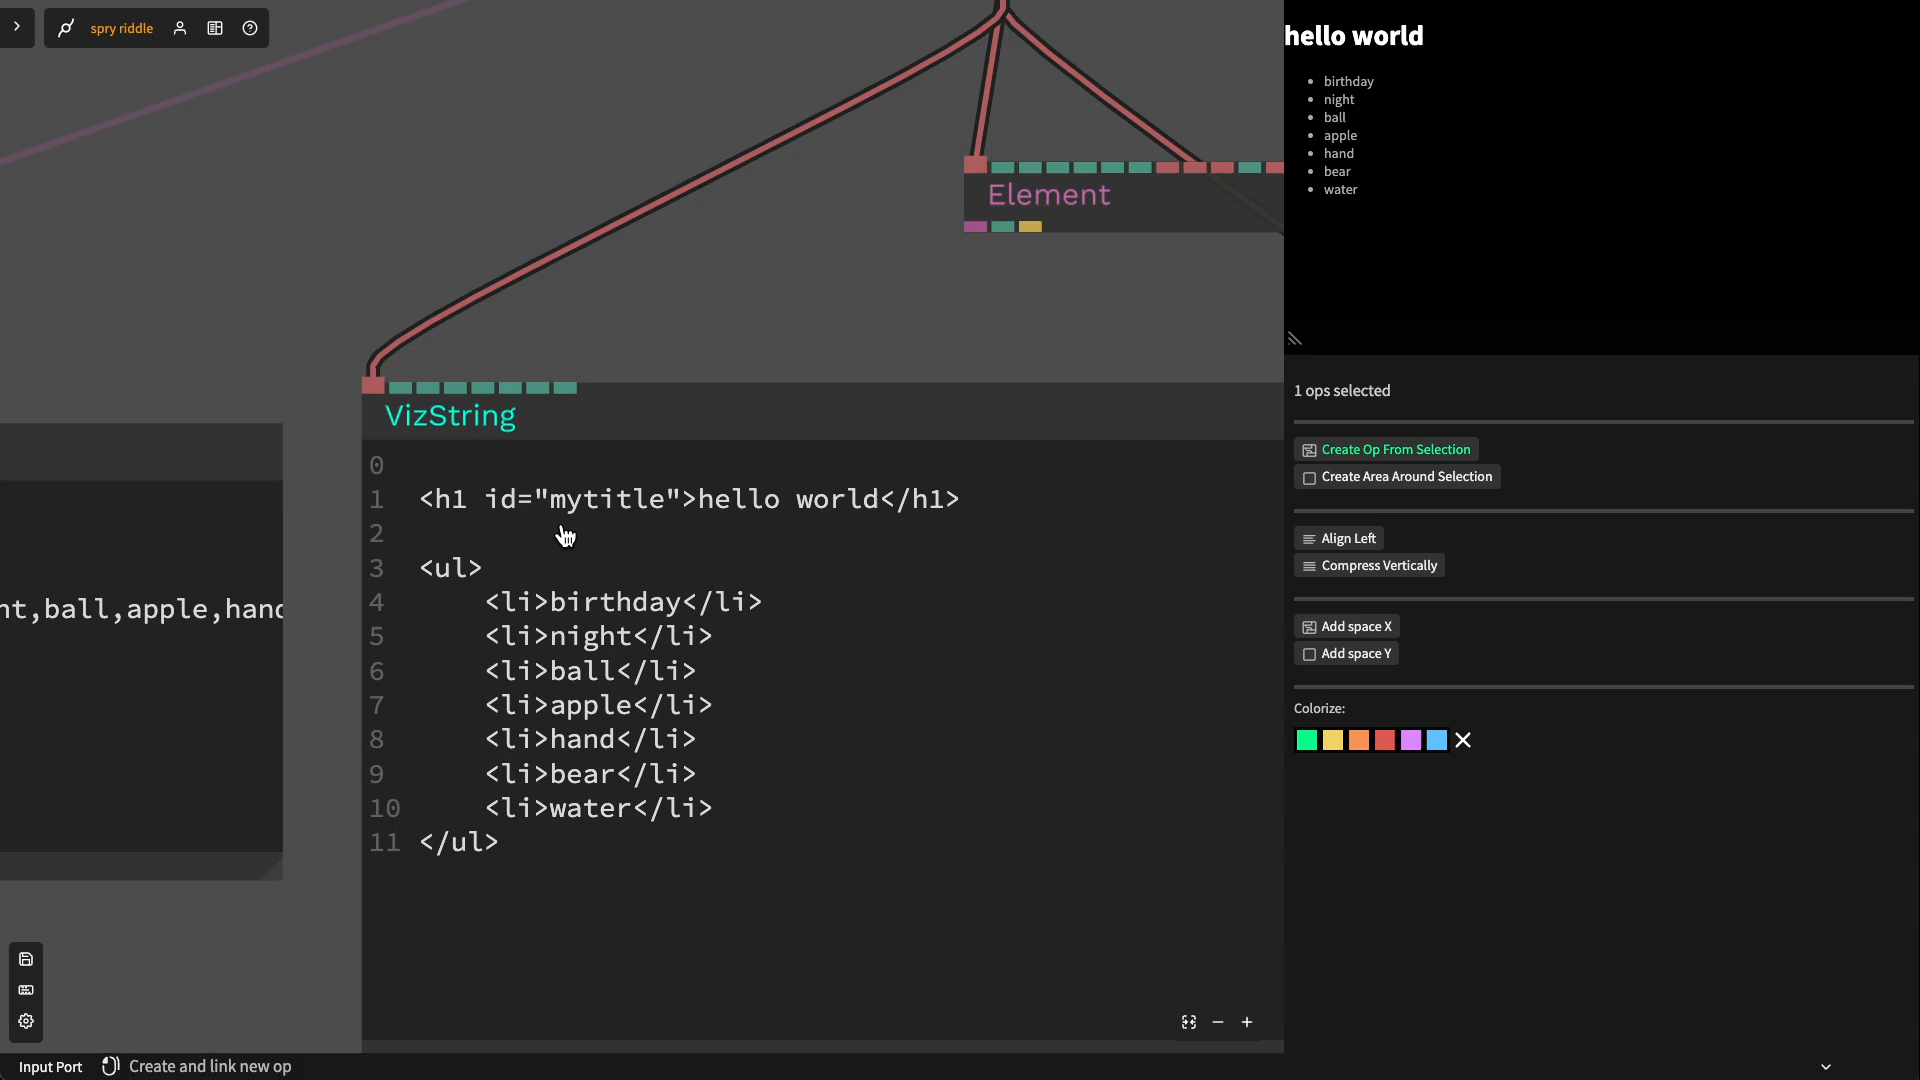 spry riddle
hello world
birthday
night
ball
apple
hand
bear
water
Element
1 ops selected
VizString
Create Op From Selection
Create Area Around Selection
0
1 <h1 id="mytitle">hello world</h1>
2
3 <ul>
4 <li>birthday</li>
5 <li>night</li>
6 <li>ball</li>
7 <li>apple</li>
8 <li>hand</li>
9 <li>bear</li>
10 <li>water</li>
11 </ul>
nt,ball,apple,hand
Align Left
Compress Vertically
Add space X
Add space Y
Colorize:
Input Port Create and link new op